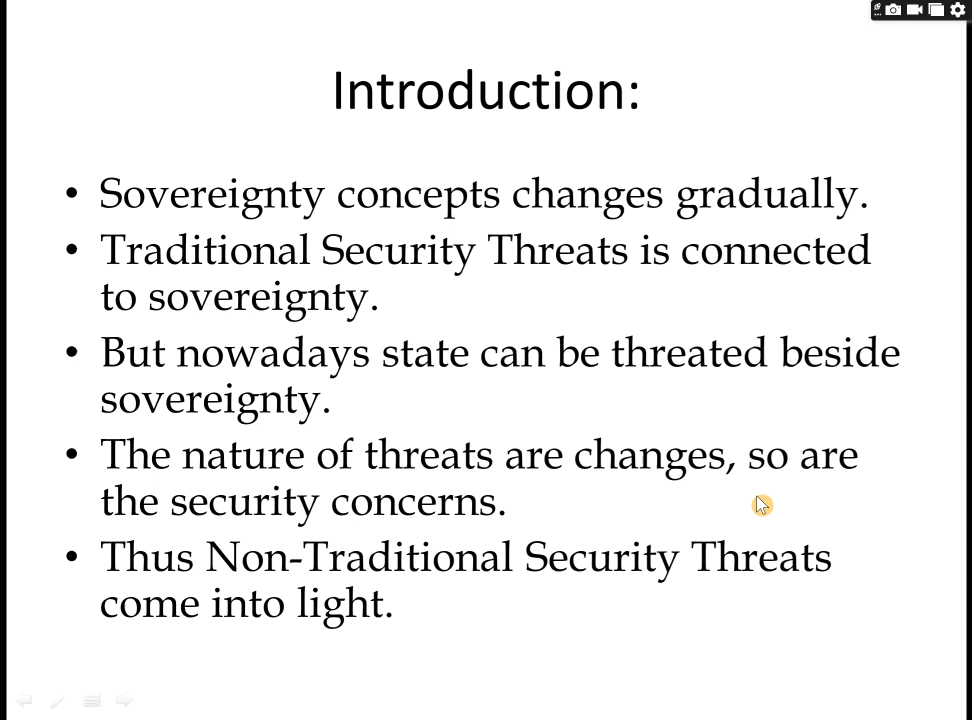 Introduction:
• Sovereignty concepts changes gradually.
• Traditional Security Threats is connected
to sovereignty.
• But nowadays state can be threated beside
sovereignty.
• The nature of threats are changes, so are
the security concerns.
• Thus Non-Traditional Security Threats
come into light.